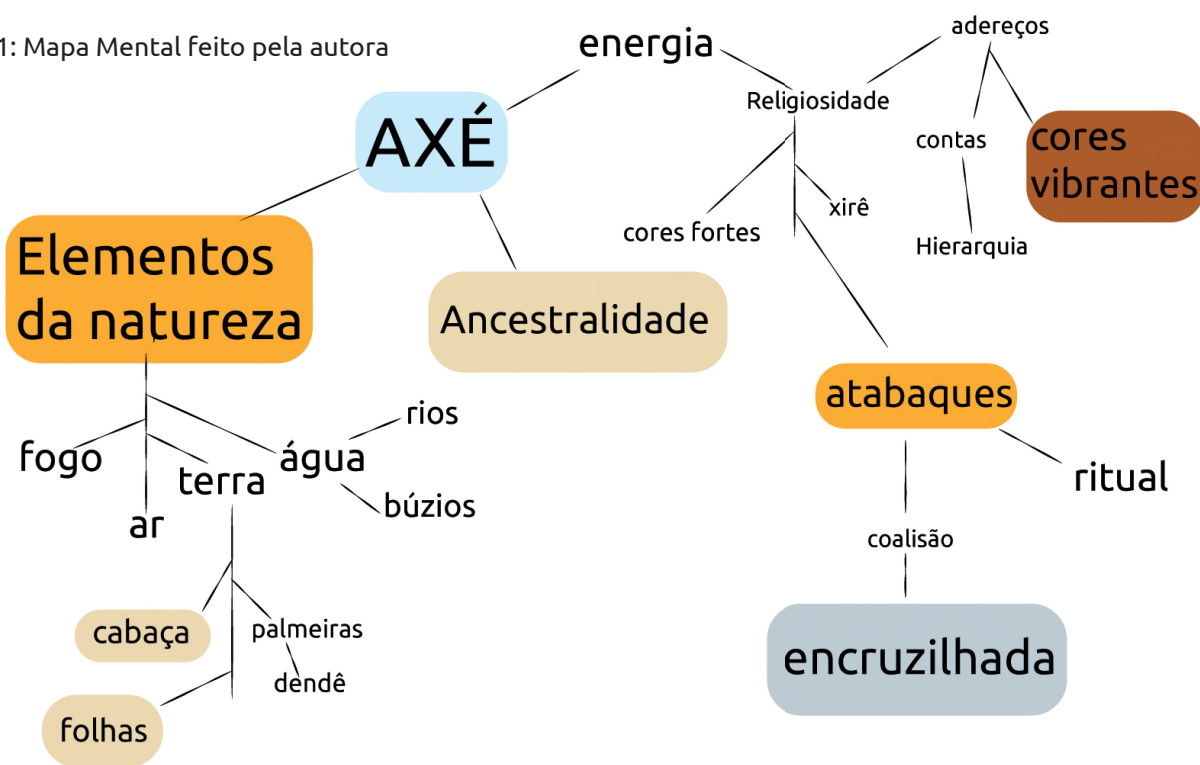 1: Mapa Mental feito pela autora
energia
adereços
Religiosidade
AXÉ
contas
cores
vibrantes
xirê
cores fortes
Hierarquia
Elementos
da natureza
Ancestralidade
atabaques
rios
fogo
água
terra
ritual
búzios
ar
coalisão
cabaça
palmeiras
encruzilhada
dendê
folhas